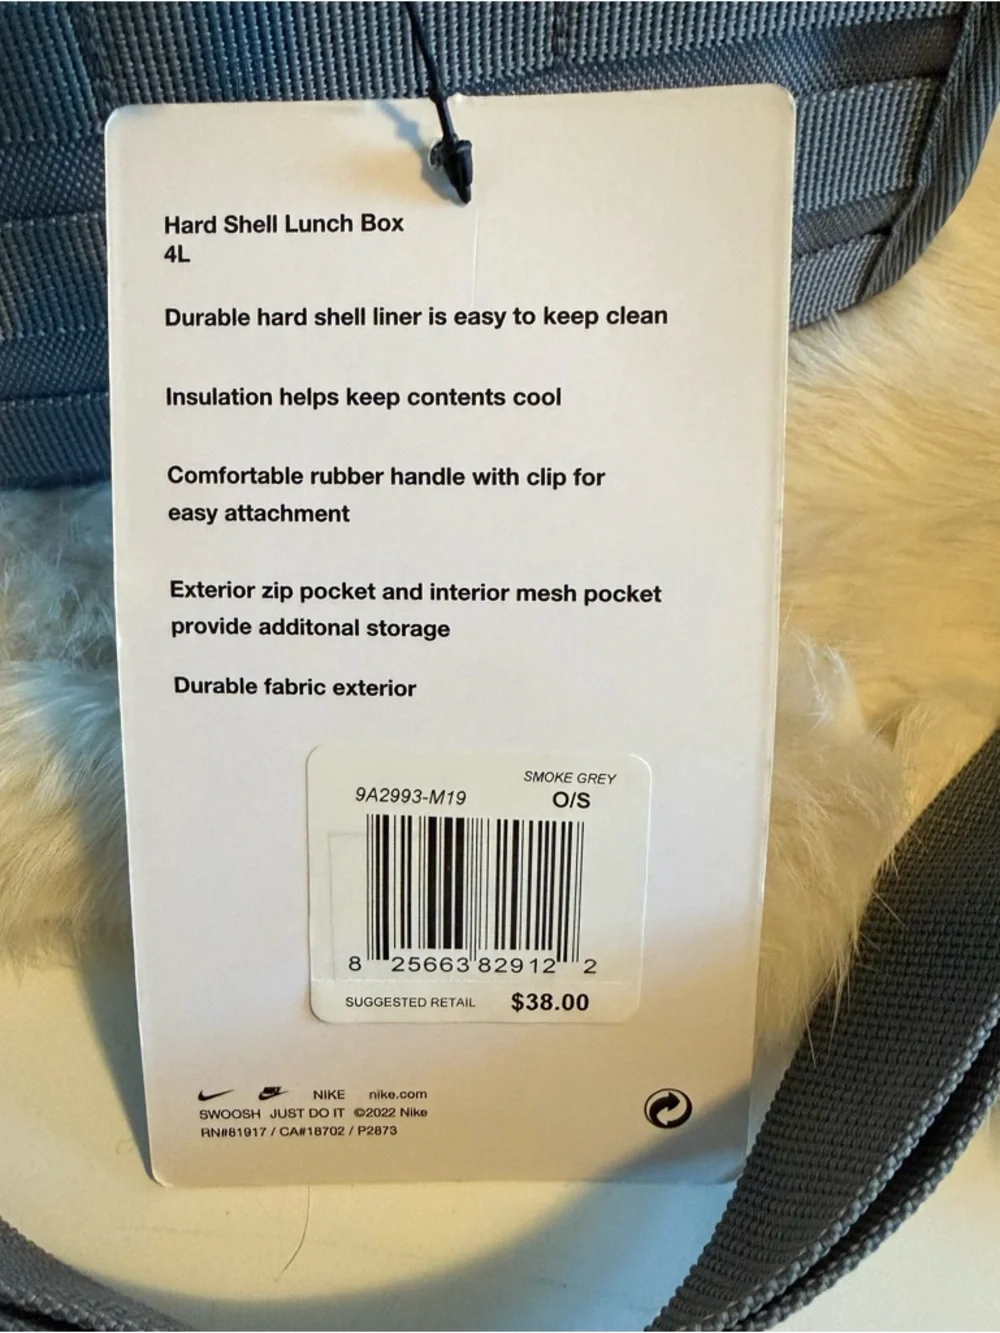 Hard Shell Lunch Box
4L
Durable hard shell liner is easy to keep clean
Insulation helps keep contents cool
Comfortable rubber handle with clip for
easy attachment
Exterior zip pocket and interior mesh pocket
provide additonal storage
Durable fabric exterior
SMOKE GREY
9A2993-M19 O/S
8 25663 82912 2
SUGGESTED RETAIL $38.00
NIKE nike.com
SWOOSH JUST DO IT ©2022 Nike
RN#81917 / CA#18702 / P2873